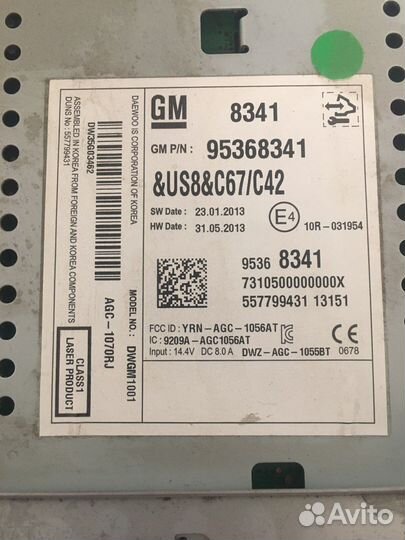 GM 8341
GM P/N : 95368341
&US8&C67/C42
SW Date : 23.01.2013
HW Date : 31.05.2013
E4
10R-031954
9536 8341
7310500000000X
557799431 13151
FCC ID : YRN-AGC-1056AT
IC : 9209A-AGC1056AT
Input : 14.4V DC 8.0 A
DWZ-AGC-1055BT 0678
CE
DAEWOO IS CORPORATION OF KOREA
MODEL NO.: DWGM1001
AGC-1070RJ
DW35G03462
ASSEMBLED IN KOREA FROM FOREIGN AND KOREA COMPONENTS
DUNS No : 557799431
CLASS1
LASER PRODUCT
Avito